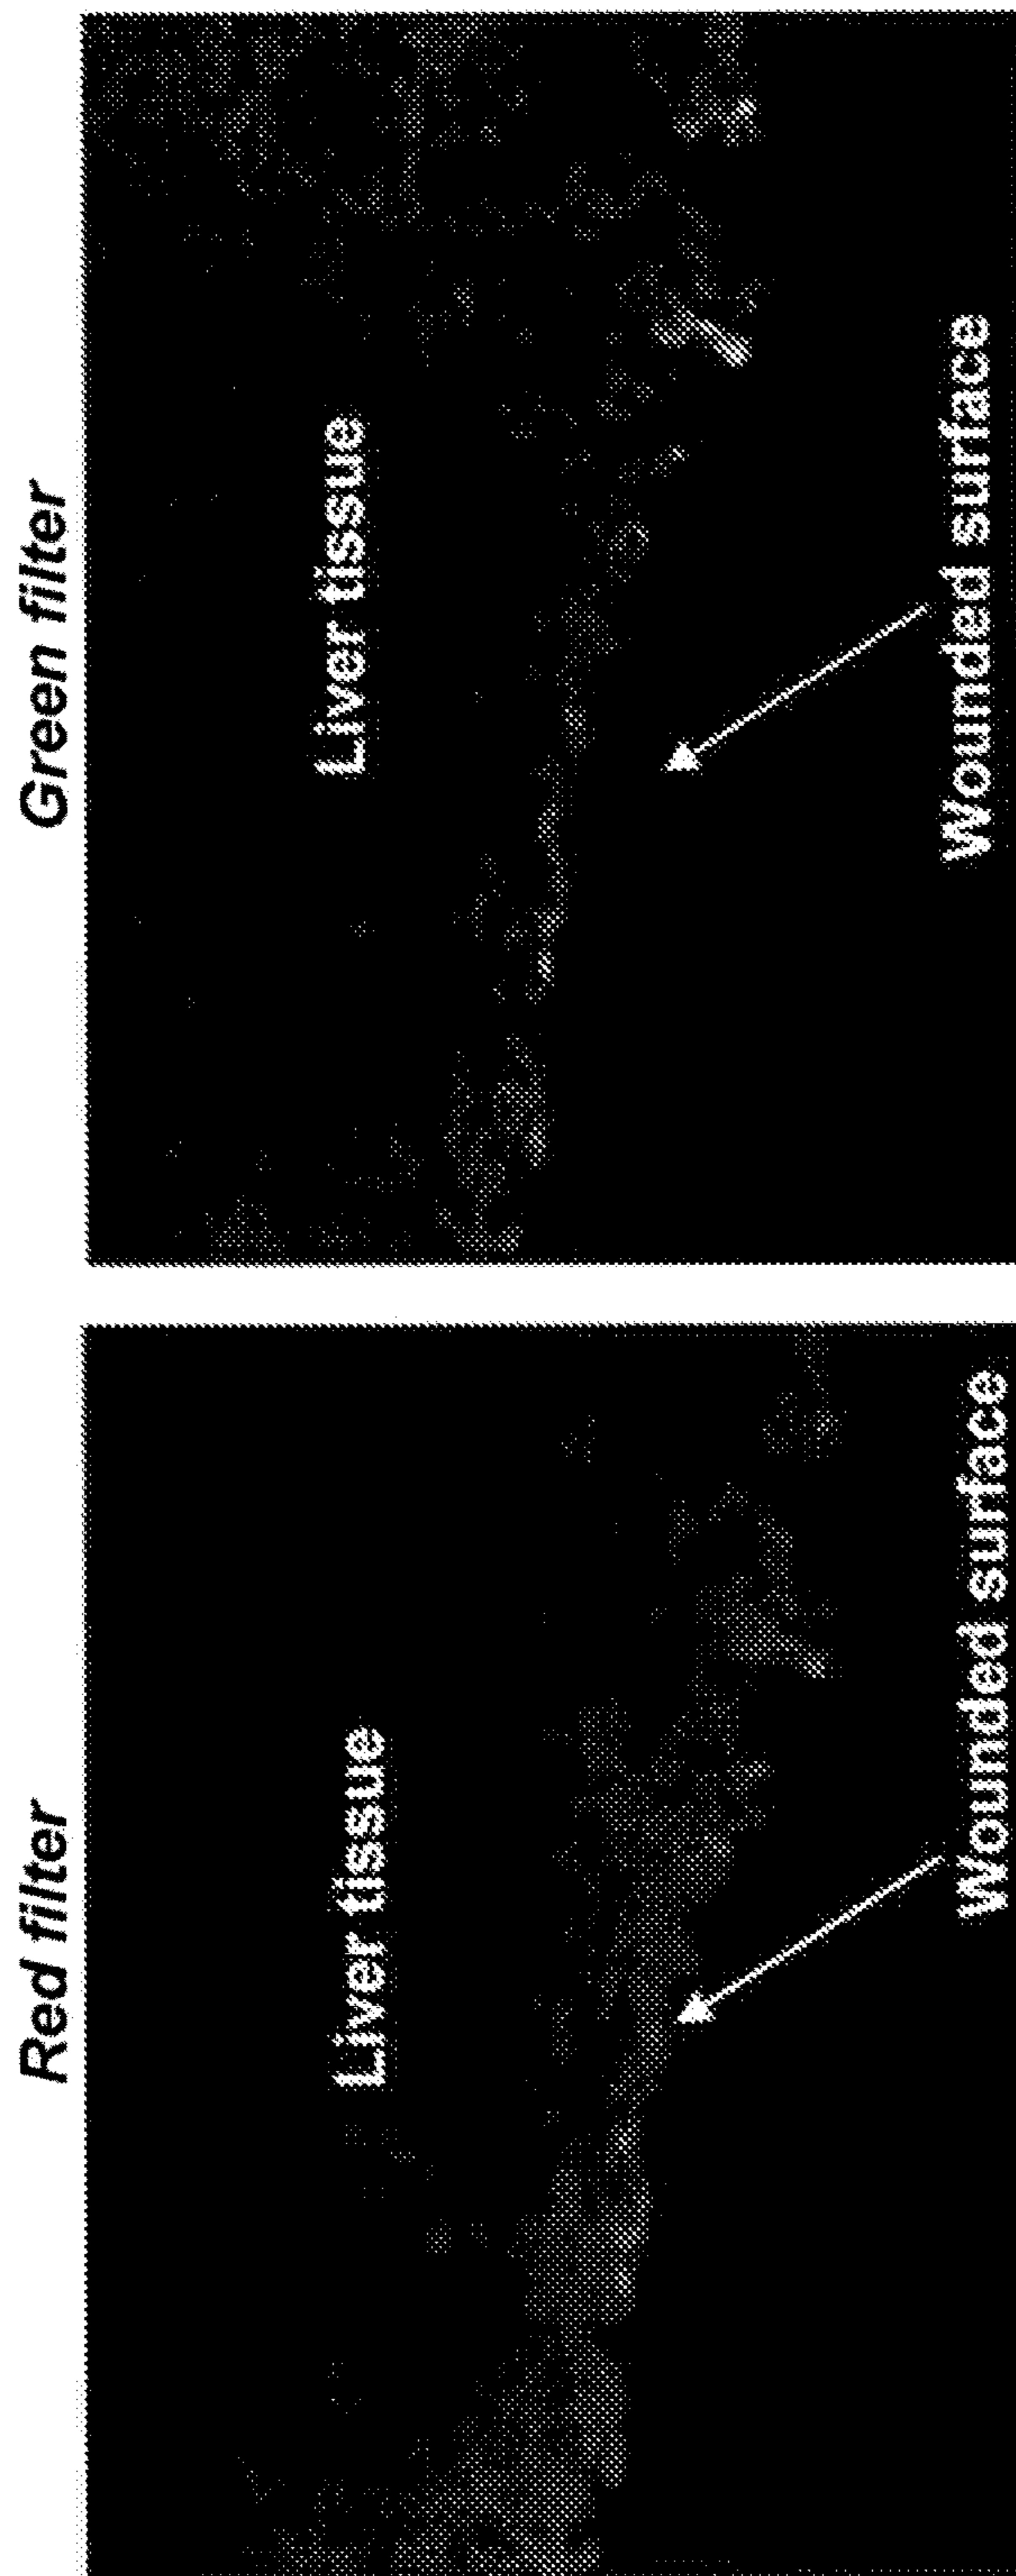 Red filter
Liver tissue
Wounded surface
Green filter
Liver tissue
Wounded surface